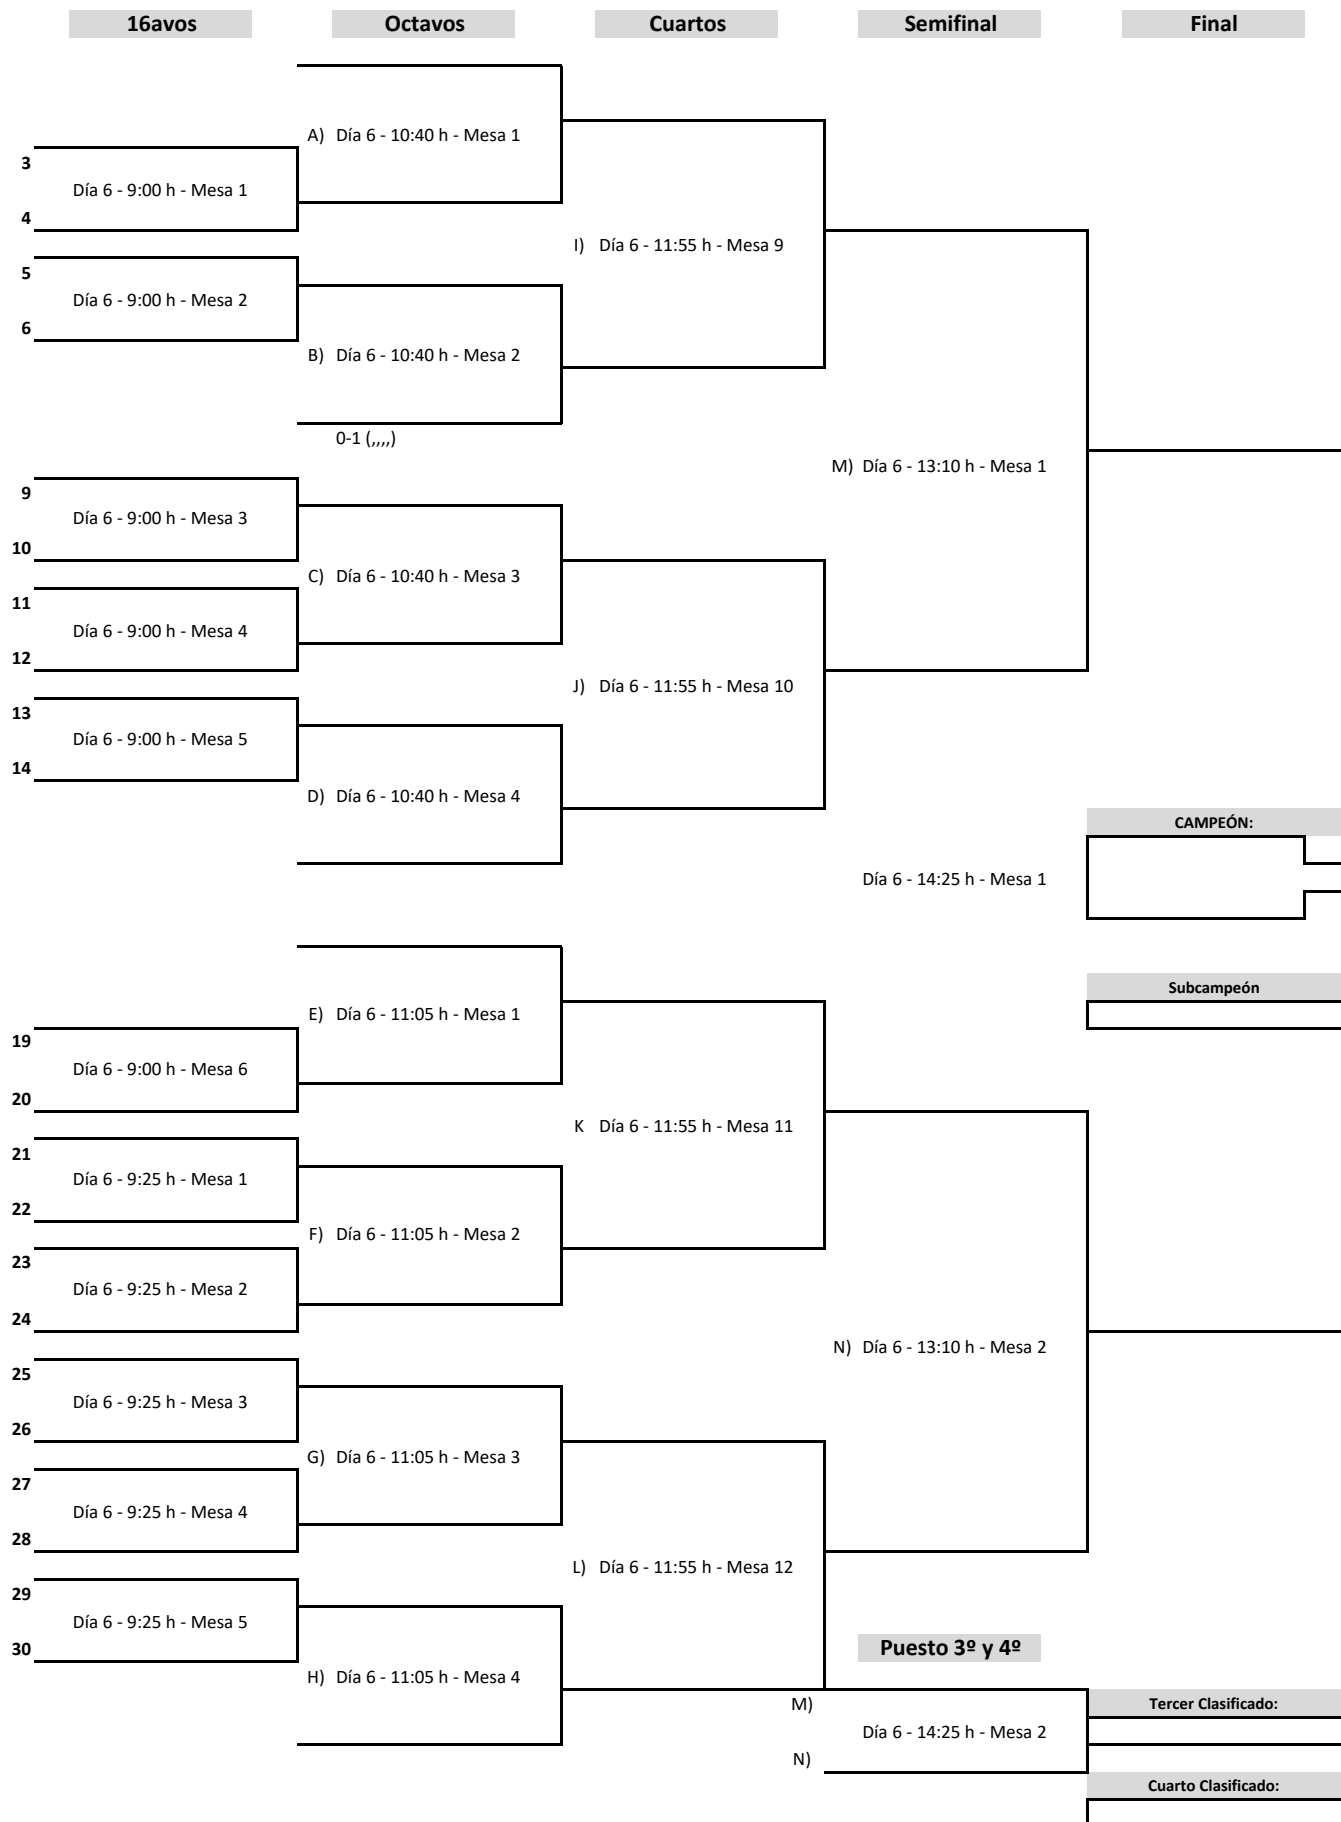 16avos Octavos Cuartos Semifinal Final
A) Día 6 - 10:40 h - Mesa 1
3
Día 6 - 9:00 h - Mesa 1
4
I) Día 6 - 11:55 h - Mesa 9
5
Día 6 - 9:00 h - Mesa 2
6
B) Día 6 - 10:40 h - Mesa 2
0-1 (,,,,)
M) Día 6 - 13:10 h - Mesa 1
9
Día 6 - 9:00 h - Mesa 3
10
C) Día 6 - 10:40 h - Mesa 3
11
Día 6 - 9:00 h - Mesa 4
12
J) Día 6 - 11:55 h - Mesa 10
13
Día 6 - 9:00 h - Mesa 5
14
D) Día 6 - 10:40 h - Mesa 4
CAMPEÓN:
Día 6 - 14:25 h - Mesa 1
Subcampeón
E) Día 6 - 11:05 h - Mesa 1
19
Día 6 - 9:00 h - Mesa 6
20
K Día 6 - 11:55 h - Mesa 11
21
Día 6 - 9:25 h - Mesa 1
22
F) Día 6 - 11:05 h - Mesa 2
23
Día 6 - 9:25 h - Mesa 2
24
N) Día 6 - 13:10 h - Mesa 2
25
Día 6 - 9:25 h - Mesa 3
26
G) Día 6 - 11:05 h - Mesa 3
27
Día 6 - 9:25 h - Mesa 4
28
L) Día 6 - 11:55 h - Mesa 12
29
Día 6 - 9:25 h - Mesa 5
30
Puesto 3º y 4º
H) Día 6 - 11:05 h - Mesa 4
M)
Tercer Clasificado:
Día 6 - 14:25 h - Mesa 2
N)
Cuarto Clasificado: